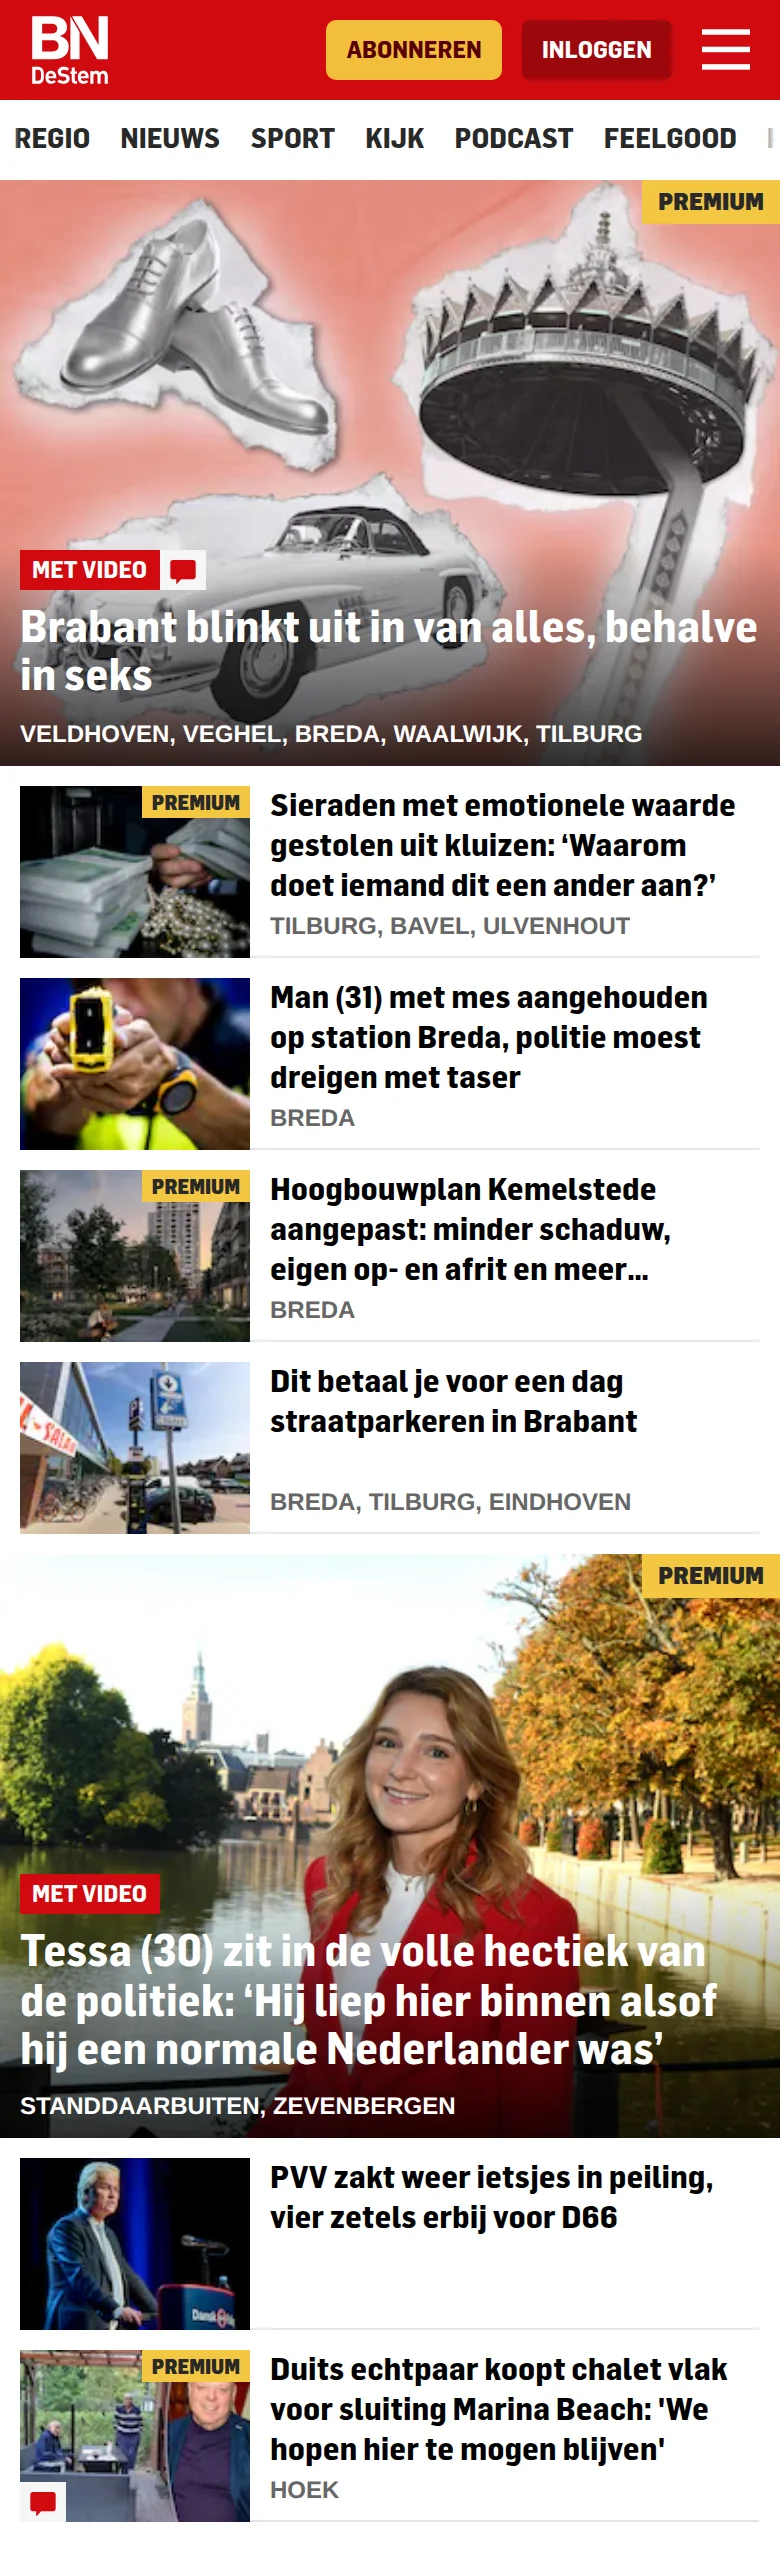 BN
DeStem
ABONNEREN
INLOGGEN
REGIO NIEUWS SPORT KIJK PODCAST FEELGOOD
PREMIUM
MET VIDEO
Brabant blinkt uit in van alles, behalve
in seks
VELDHOVEN, VEGHEL, BREDA, WAALWIJK, TILBURG
PREMIUM
Sieraden met emotionele waarde
gestolen uit kluizen: ‘Waarom
doet iemand dit een ander aan?’
TILBURG, BAVEL, ULVENHOUT
Man (31) met mes aangehouden
op station Breda, politie moest
dreigen met taser
BREDA
PREMIUM
Hoogbouwplan Kemelstede
aangepast: minder schaduw,
eigen op- en afrit en meer...
BREDA
Dit betaal je voor een dag
straatparkeren in Brabant
BREDA, TILBURG, EINDHOVEN
PREMIUM
MET VIDEO
Tessa (30) zit in de volle hectiek van
de politiek: ‘Hij liep hier binnen alsof
hij een normale Nederlander was’
STANDDAARBUITEN, ZEVENBERGEN
PVV zakt weer ietsjes in peiling,
vier zetels erbij voor D66
PREMIUM
Duits echtpaar koopt chalet vlak
voor sluiting Marina Beach: 'We
hopen hier te mogen blijven'
HOEK